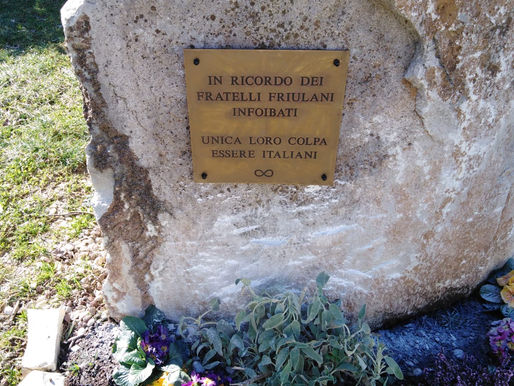 IN RICORDO DEI
FRATELLI FRIULANI
INFOIBATI
UNICA LORO COLPA
ESSERE ITALIANI
∞